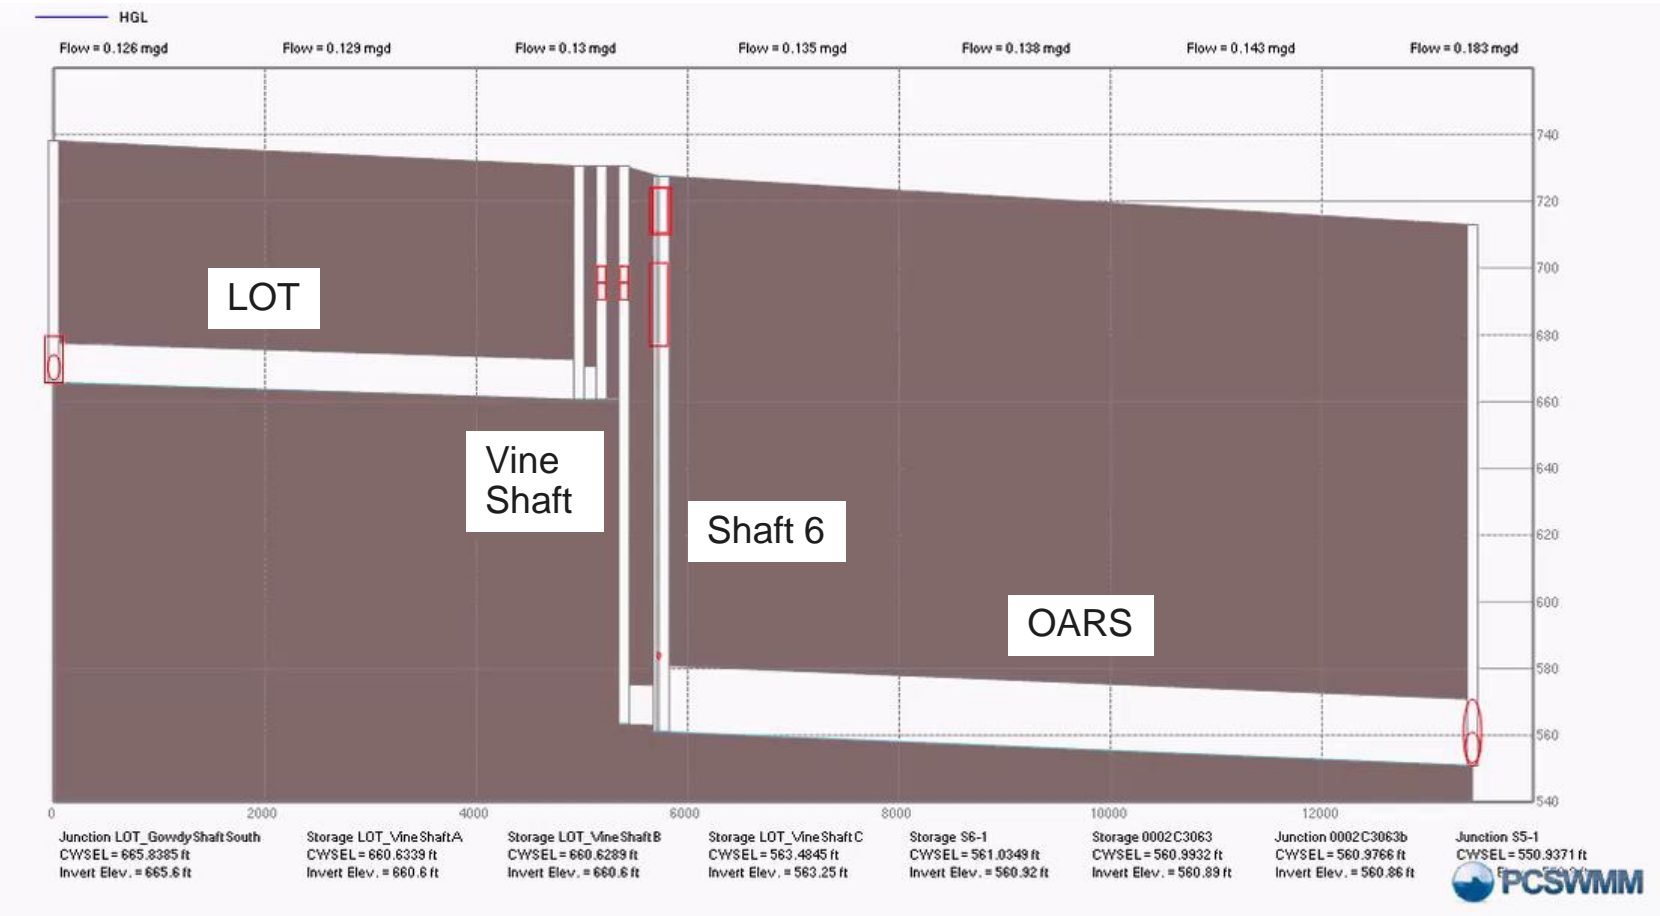 HGL
Flow = 0.126 mgd Flow = 0.129 mgd Flow = 0.13 mgd Flow = 0.135 mgd Flow = 0.138 mgd Flow = 0.143 mgd Flow = 0.183 mgd
740
720
700
LOT
680
660
Vine
Shaft
640
Shaft 6
620
600
OARS
580
560
540
0 2000 4000 6000 8000 10000 12000
Junction LOT_GowdyShaftSouth Storage LOT_VineShaftA Storage LOT_VineShaftB Storage LOT_VineShaftC Storage S6-1 Storage 0002C3063 Junction 0002C3063b Junction S5-1
CWSEL = 665.8385 ft CWSEL = 660.6339 ft CWSEL = 660.6289 ft CWSEL = 563.4845 ft CWSEL = 561.0349 ft CWSEL = 560.9932 ft CWSEL = 560.9766 ft CWSEL = 550.9371 ft
Invert Elev. = 665.6 ft Invert Elev. = 660.6 ft Invert Elev. = 660.6 ft Invert Elev. = 563.25 ft Invert Elev. = 560.92 ft Invert Elev. = 560.89 ft Invert Elev. = 560.86 ft
PCSWMM